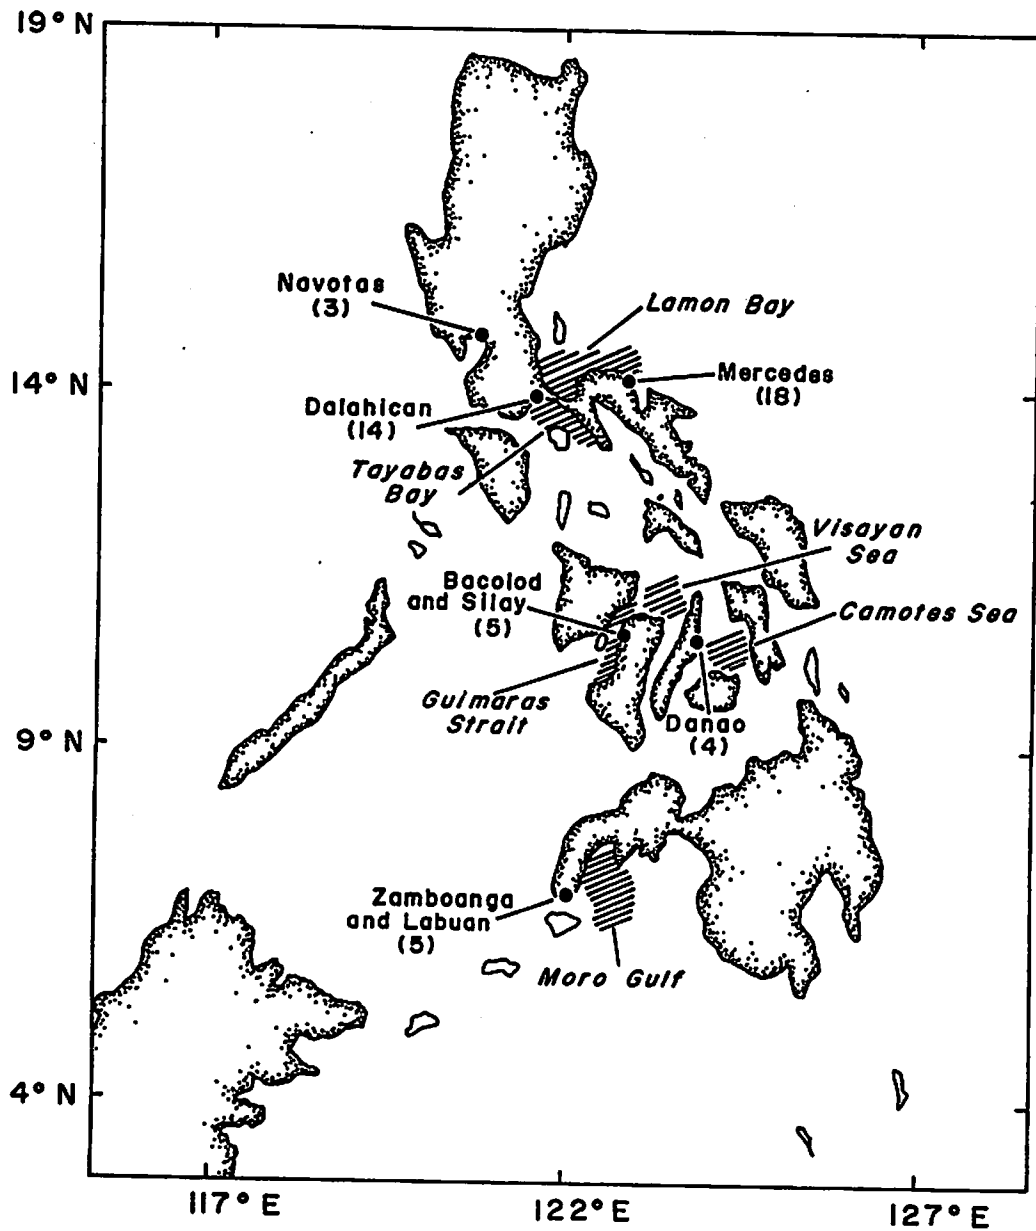 19° N
Navotas
(3)
Lamon Bay
14° N
Mercedes
(18)
Dalahican
(14)
Tayabas
Bay
Visayan
Sea
Bacolod
and Silay
(5)
Camotes Sea
Guimaras
Strait
Danao
(4)
9° N
Zamboanga
and Labuan
(5)
Moro Gulf
4° N
117° E
122° E
127° E